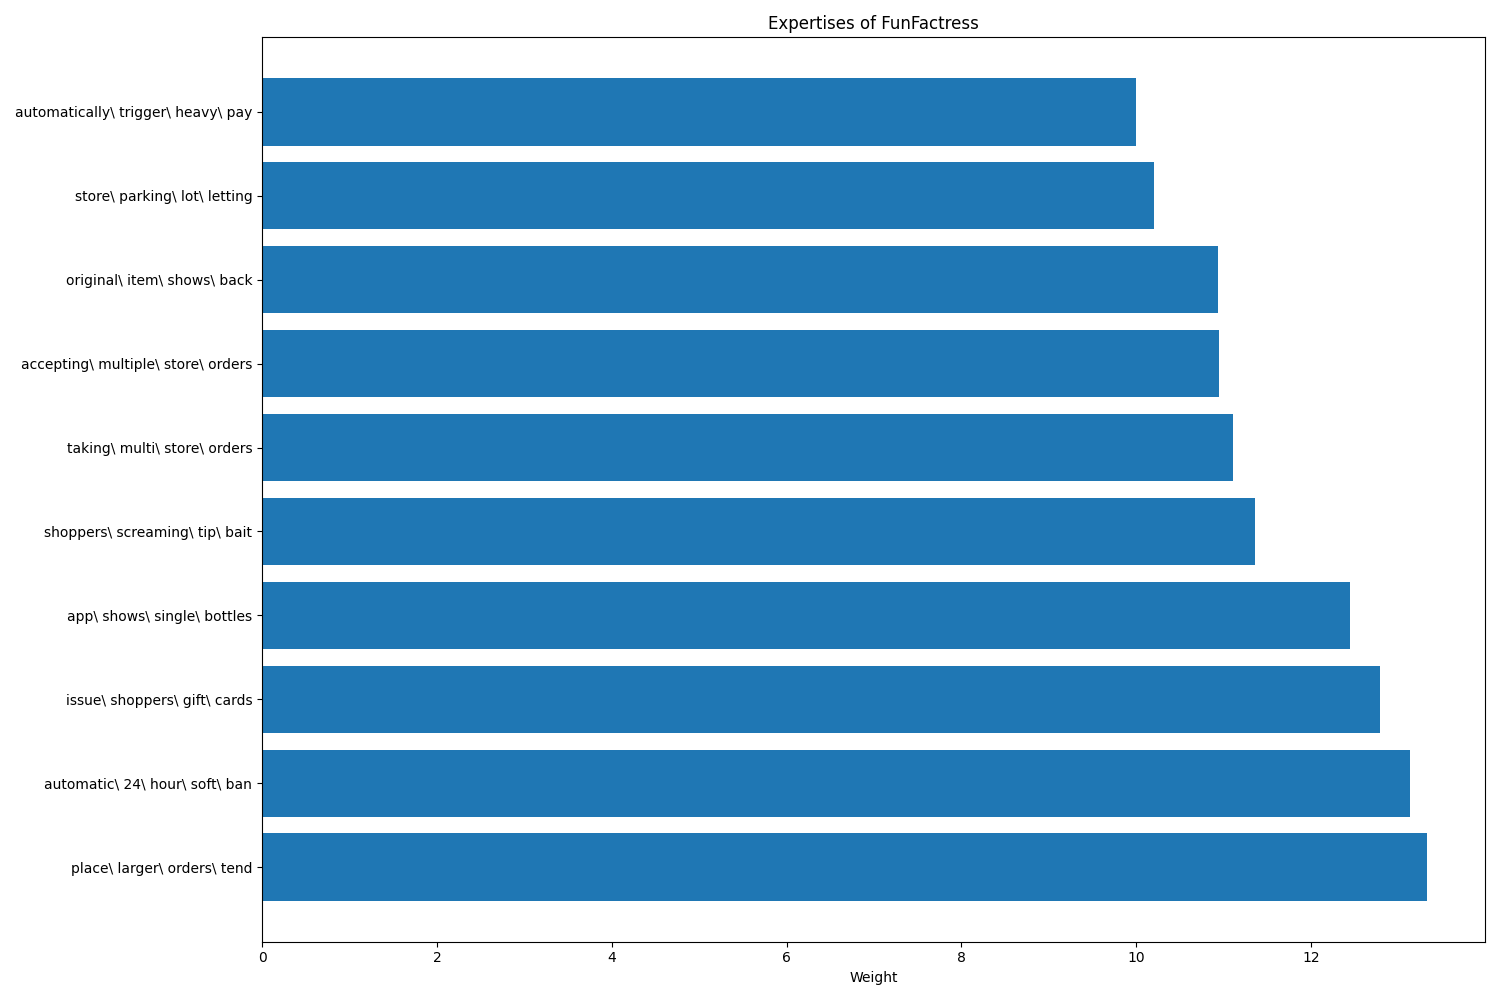 Expertises of FunFactress
automatically\ trigger\ heavy\ pay
store\ parking\ lot\ letting
original\ item\ shows\ back
accepting\ multiple\ store\ orders
taking\ multi\ store\ orders
shoppers\ screaming\ tip\ bait
app\ shows\ single\ bottles
issue\ shoppers\ gift\ cards
automatic\ 24\ hour\ soft\ ban
place\ larger\ orders\ tend
0 2 4 6 8 10 12
Weight